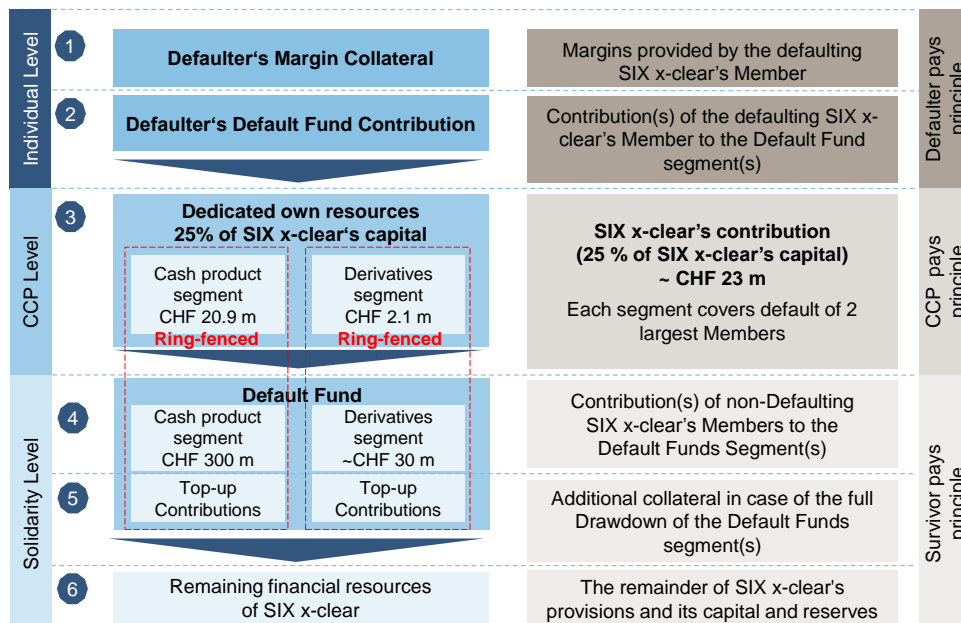 Individual Level
1
Defaulter‘s Margin Collateral
Margins provided by the defaulting
SIX x-clear’s Member
2
Defaulter‘s Default Fund Contribution
Contribution(s) of the defaulting SIX x-
clear’s Member to the Default Fund
segment(s)
Defaulter pays
principle
CCP Level
3
Dedicated own resources
25% of SIX x-clear‘s capital
Cash product
segment
CHF 20.9 m
Ring-fenced
Derivatives
segment
CHF 2.1 m
Ring-fenced
SIX x-clear’s contribution
(25 % of SIX x-clear’s capital)
~ CHF 23 m
Each segment covers default of 2
largest Members
CCP pays
principle
Solidarity Level
Default Fund
4
Cash product
segment
CHF 300 m
Derivatives
segment
~CHF 30 m
Contribution(s) of non-Defaulting
SIX x-clear’s Members to the
Default Funds Segment(s)
5
Top-up
Contributions
Top-up
Contributions
Additional collateral in case of the full
Drawdown of the Default Funds
segment(s)
6
Remaining financial resources
of SIX x-clear
The remainder of SIX x-clear's
provisions and its capital and reserves
Survivor pays
principle